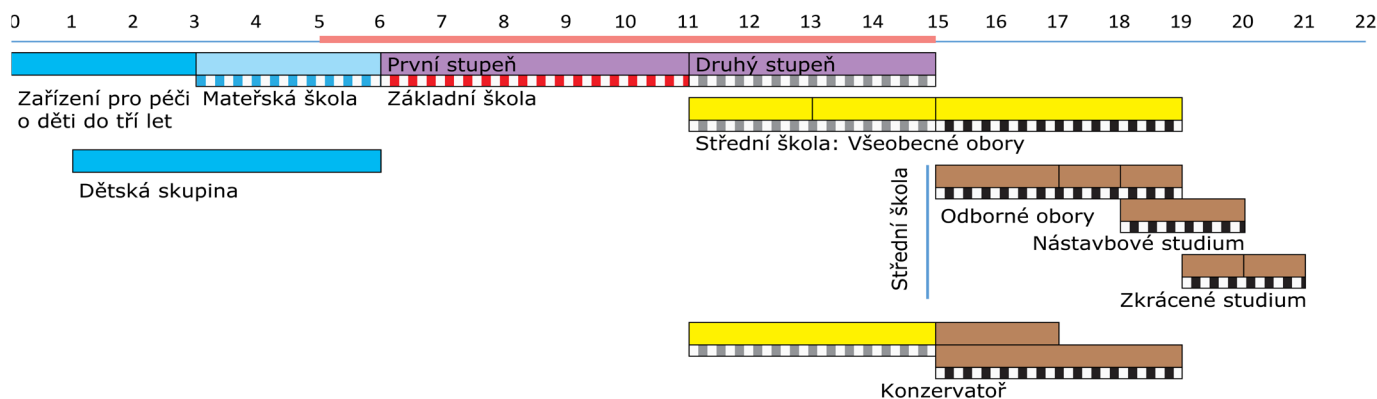 0 1 2 3 4 5 6 7 8 9 10 11 12 13 14 15 16 17 18 19 20 21 22
První stupeň Druhý stupeň
Zařízení pro péči
o děti do tří let
Mateřská škola
Základní škola
Střední škola: Všeobecné obory
Dětská skupina
Střední škola
Odborné obory
Nástavbové studium
Zkrácené studium
Konzervatoř